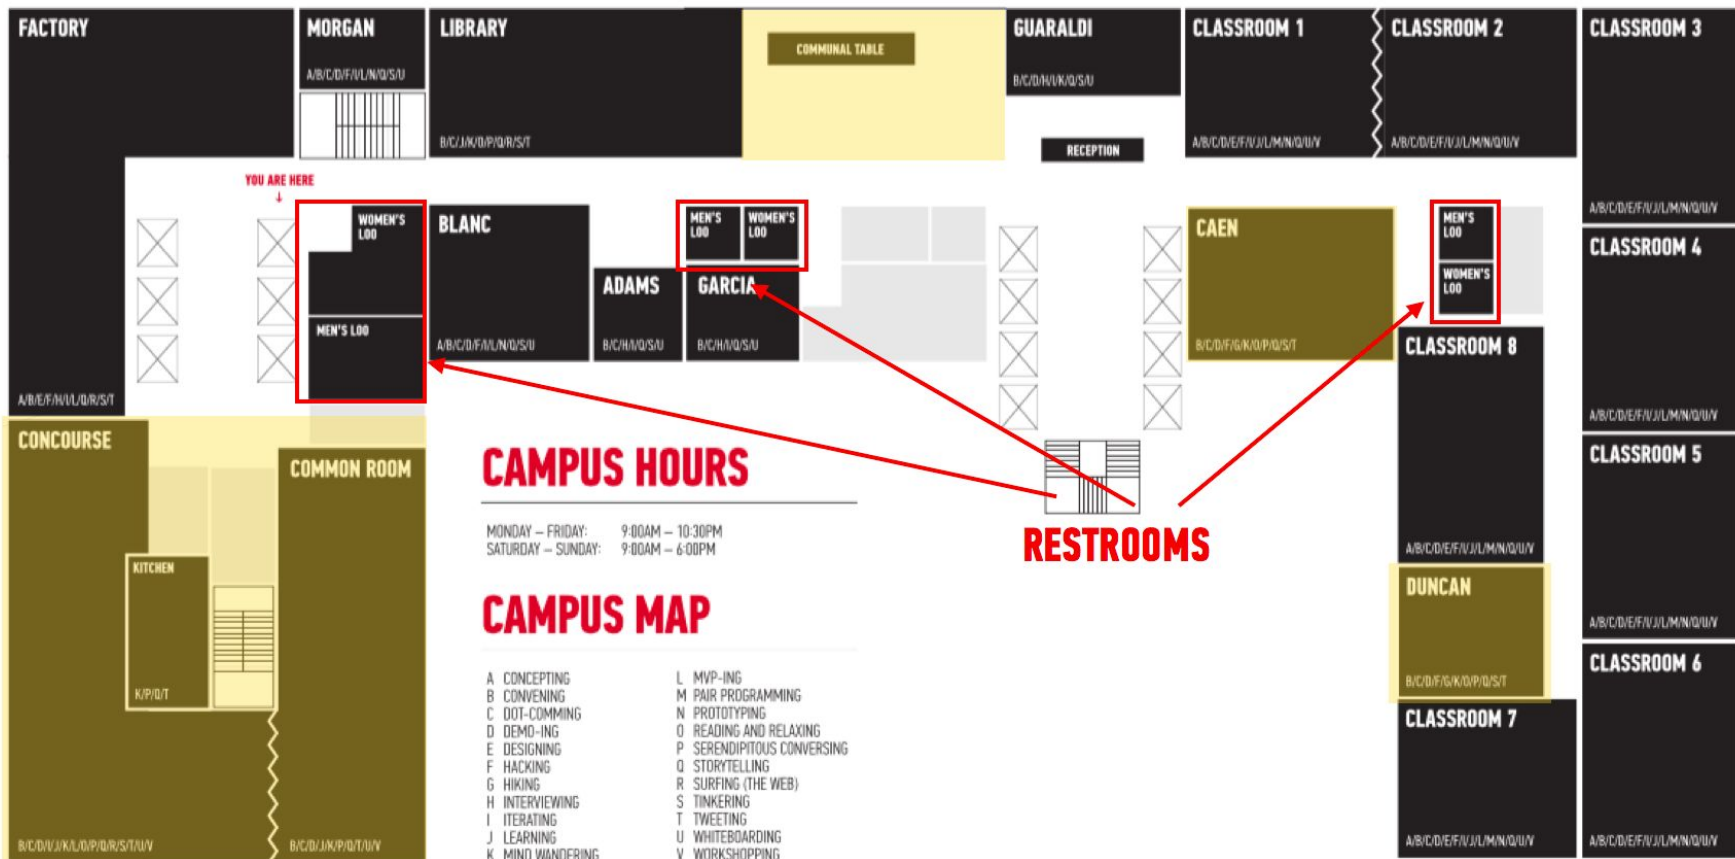 FACTORY
A/B/E/F/H/I/L/Q/R/S/T
MORGAN
A/B/C/D/F/I/L/N/Q/S/U
LIBRARY
B/C/J/K/O/P/Q/R/S/T
COMMUNAL TABLE
GUARALDI
B/C/D/H/I/K/Q/S/U
RECEPTION
CLASSROOM 1
A/B/C/D/E/F/I/J/L/M/N/Q/U/V
CLASSROOM 2
A/B/C/D/E/F/I/J/L/M/N/Q/U/V
CLASSROOM 3
A/B/C/D/E/F/I/J/L/M/N/Q/U/V
YOU ARE HERE
↓
WOMEN'S
LOO
MEN'S LOO
BLANC
A/B/C/D/F/I/L/N/Q/S/U
ADAMS
B/C/H/I/Q/S/U
MEN'S
LOO
WOMEN'S
LOO
GARCIA
B/C/H/I/Q/S/U
CAEN
B/C/D/F/G/K/O/P/Q/S/T
MEN'S
LOO
WOMEN'S
LOO
CLASSROOM 4
A/B/C/D/E/F/I/J/L/M/N/Q/U/V
CLASSROOM 8
A/B/C/D/E/F/I/J/L/M/N/Q/U/V
CONCOURSE
B/C/D/I/J/K/L/O/P/Q/R/S/T/U/V
COMMON ROOM
B/C/D/J/K/P/Q/T/U/V
KITCHEN
K/P/Q/T
CAMPUS HOURS
MONDAY – FRIDAY: 9:00AM – 10:30PM
SATURDAY – SUNDAY: 9:00AM – 6:00PM
RESTROOMS
CLASSROOM 5
A/B/C/D/E/F/I/J/L/M/N/Q/U/V
DUNCAN
B/C/D/F/G/K/O/P/Q/S/T
CLASSROOM 6
A/B/C/D/E/F/I/J/L/M/N/Q/U/V
CLASSROOM 7
A/B/C/D/E/F/I/J/L/M/N/Q/U/V
CAMPUS MAP
A CONCEPTING
B CONVENING
C DOT-COMMING
D DEMO-ING
E DESIGNING
F HACKING
G HIKING
H INTERVIEWING
I ITERATING
J LEARNING
K MIND WANDERING
L MVP-ING
M PAIR PROGRAMMING
N PROTOTYPING
O READING AND RELAXING
P SERENDIPITOUS CONVERSING
Q STORYTELLING
R SURFING (THE WEB)
S TINKERING
T TWEETING
U WHITEBOARDING
V WORKSHOPPING